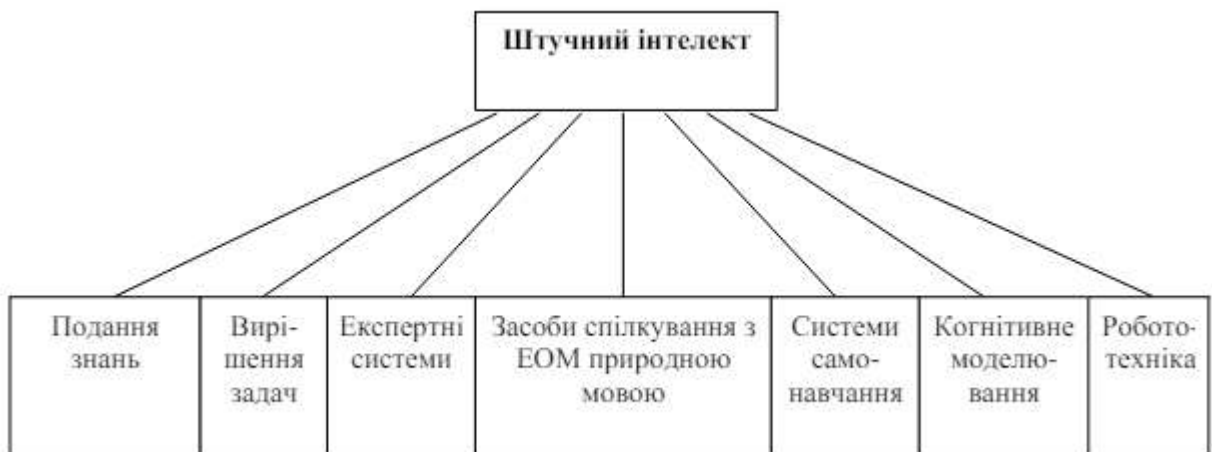 Штучний інтелект
Подання
знань
Вирі-
шення
задач
Експертні
системи
Засоби спілкування з
ЕОМ природною
мовою
Системи
само-
навчання
Когнітивне
моделю-
вання
Робото-
техніка